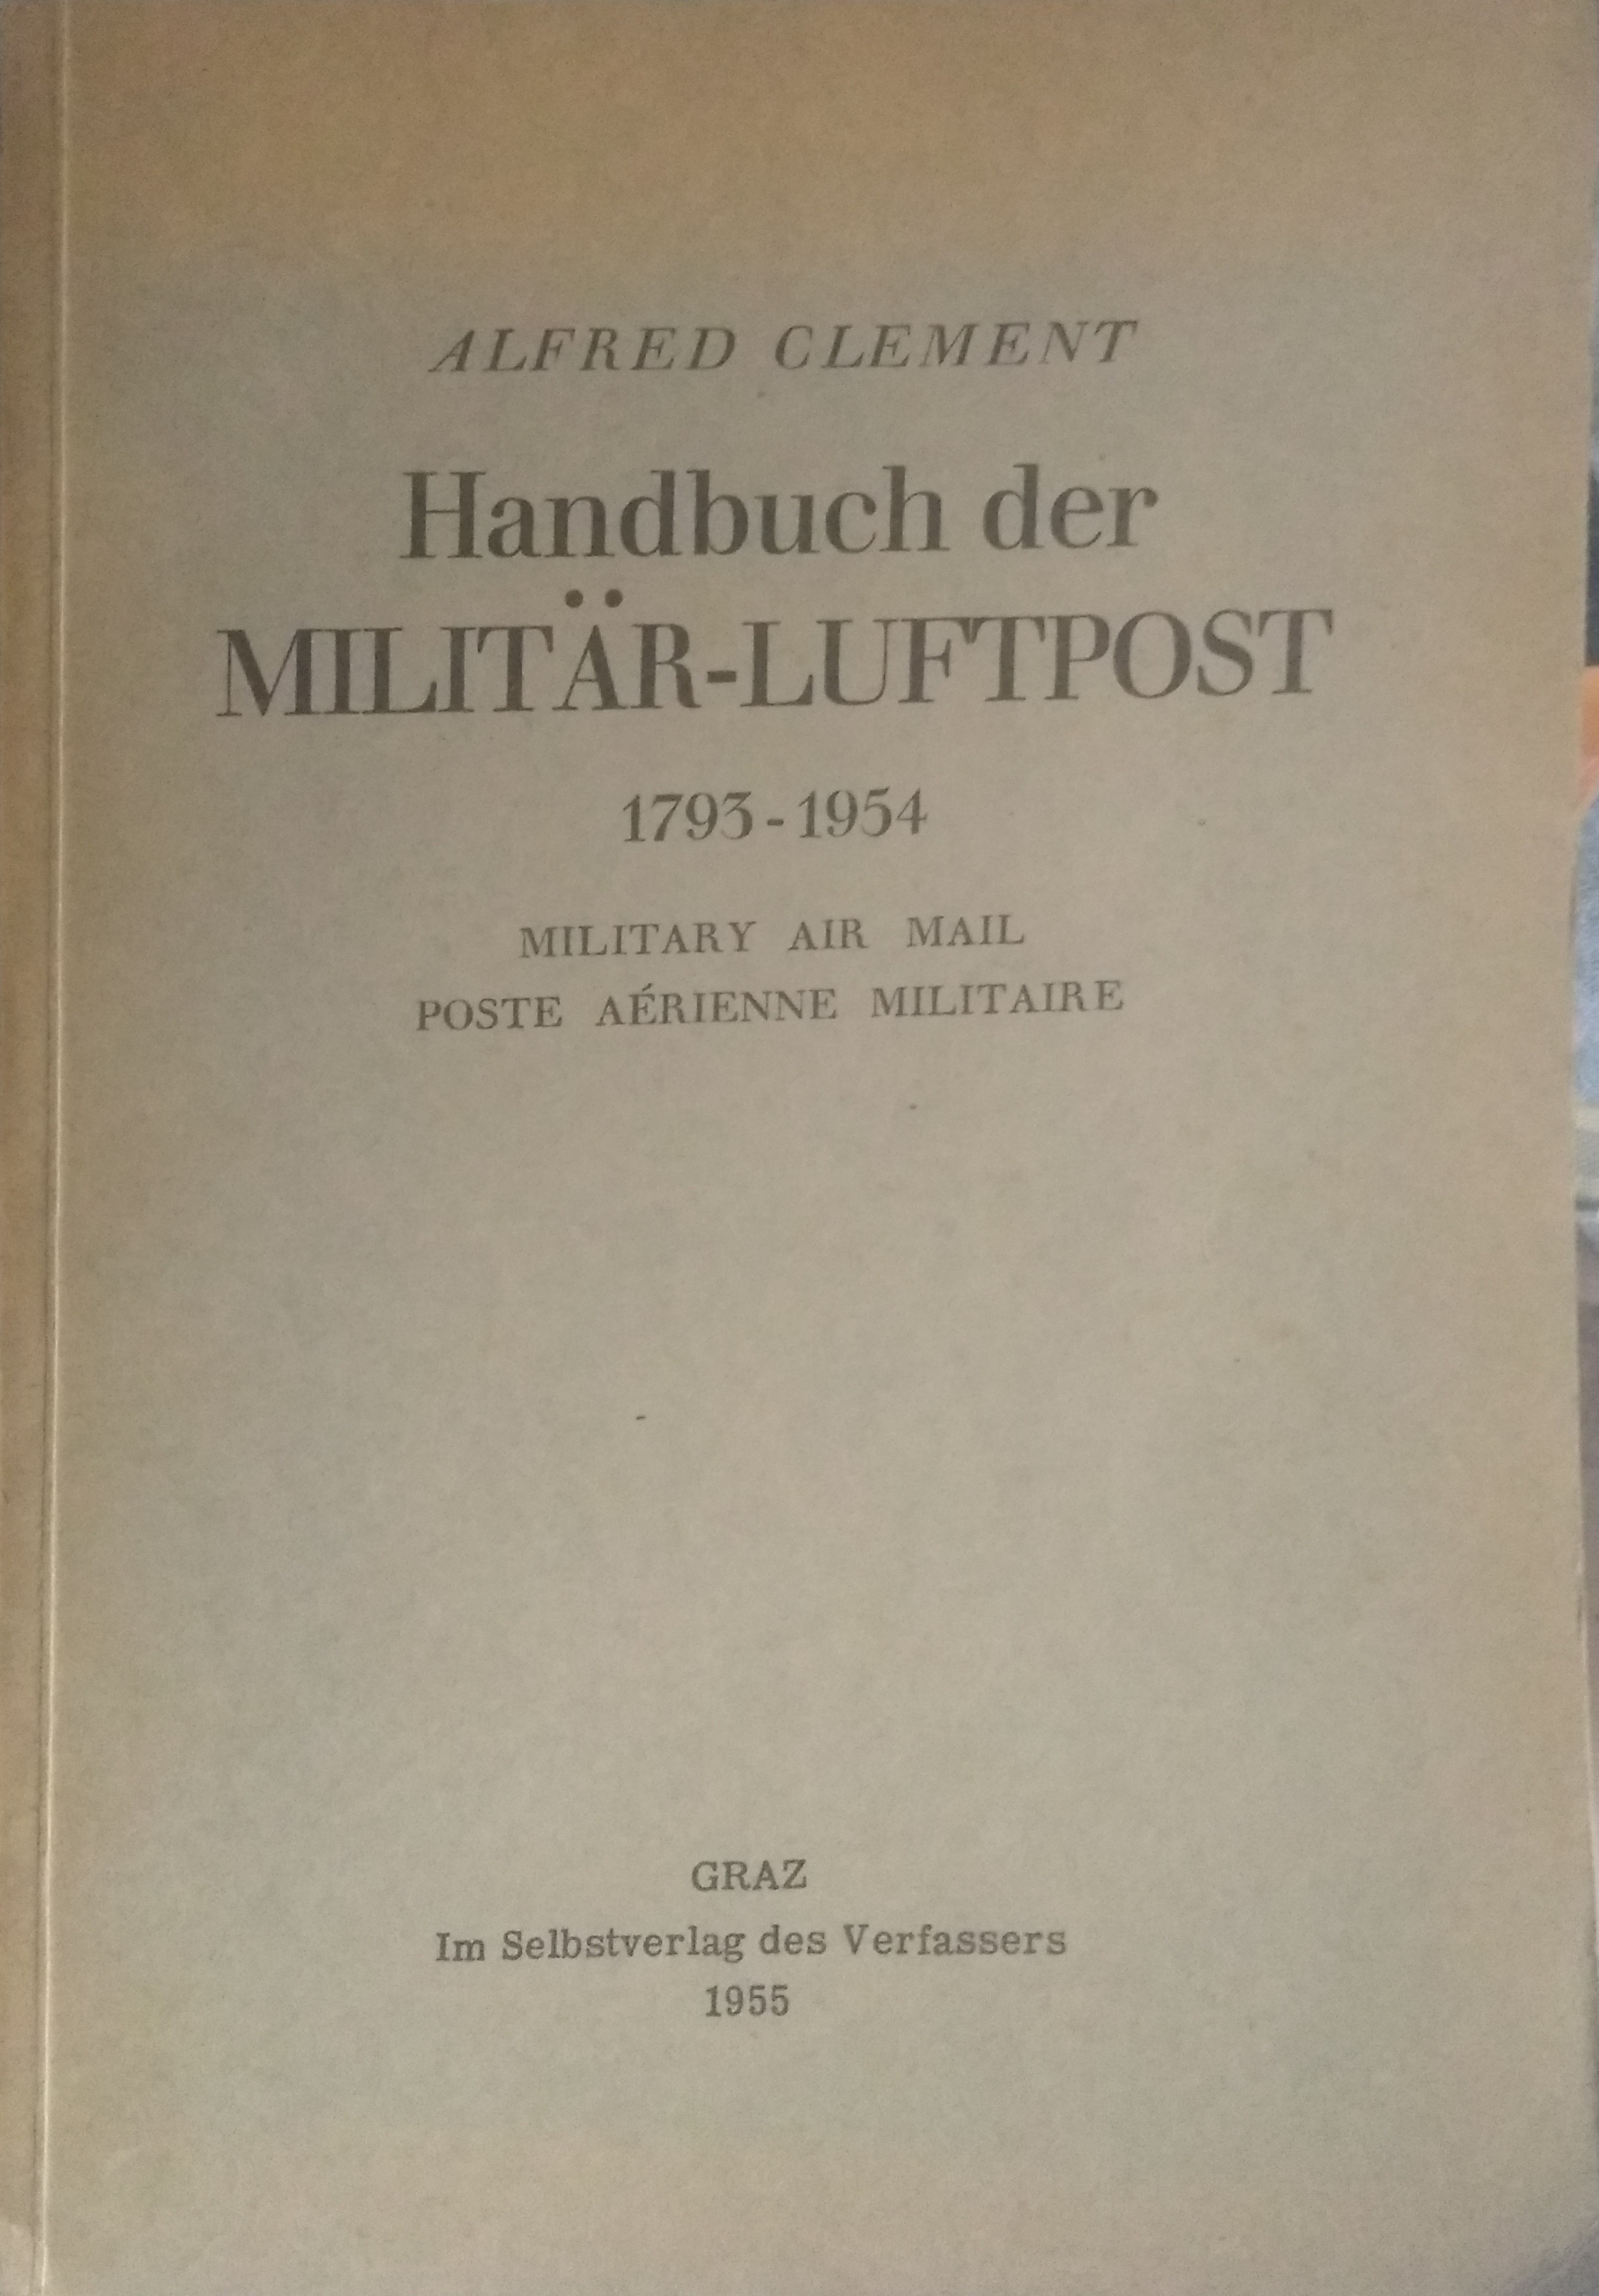 ALFRED CLEMENT
Handbuch der
MILITÄR-LUFTPOST
1793-1954
MILITARY AIR MAIL
POSTE AÉRIENNE MILITAIRE
GRAZ
Im Selbstverlag des Verfassers
1955